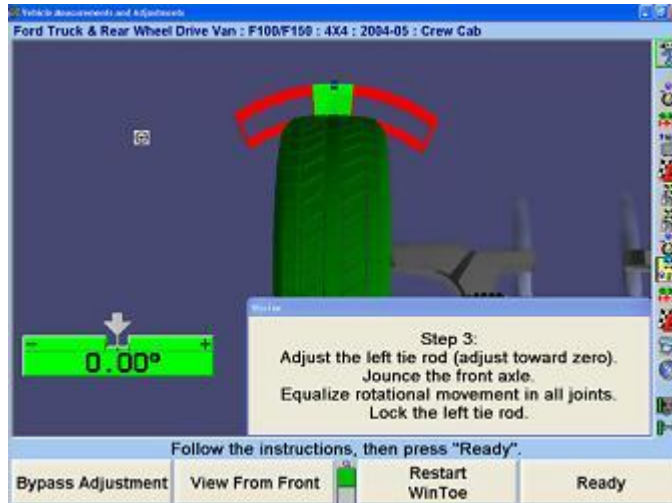 Vehicle Measurements and Adjustments
Ford Truck & Rear Wheel Drive Van : F100/F150 : 4X4 : 2004-05 : Crew Cab
- +
0.00°
WinToe
Step 3:
Adjust the left tie rod (adjust toward zero).
Jounce the front axle.
Equalize rotational movement in all joints.
Lock the left tie rod.
Follow the instructions, then press "Ready".
Bypass Adjustment
View From Front
Restart
WinToe
Ready